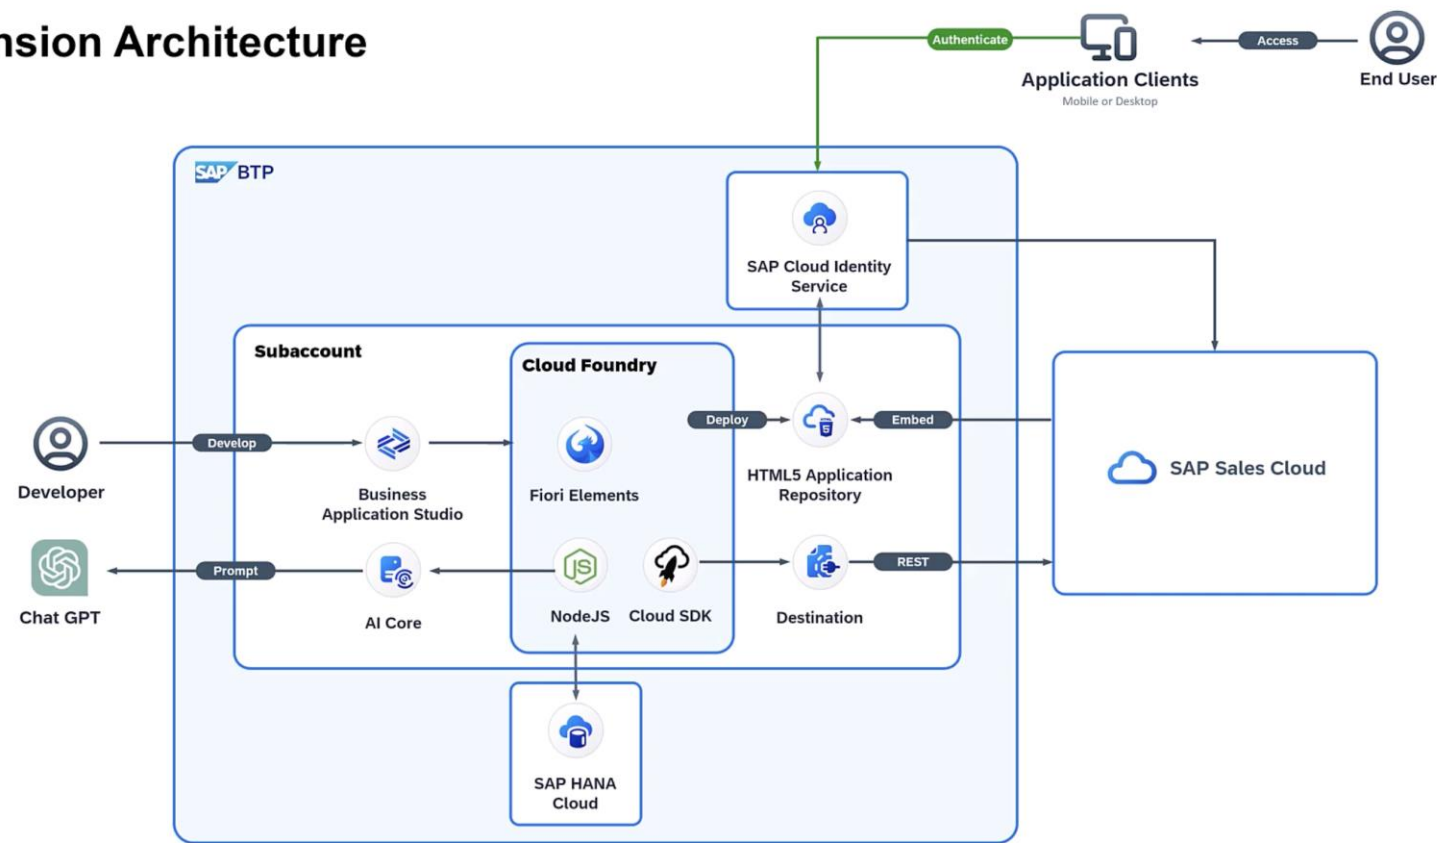 nsion Architecture
Authenticate
Access
Application Clients
Mobile or Desktop
End User
SAP BTP
SAP Cloud Identity
Service
Subaccount
Cloud Foundry
Developer
Develop
Business
Application Studio
Fiori Elements
Deploy
5
HTML5 Application
Repository
Embed
SAP Sales Cloud
Chat GPT
Prompt
AI Core
JS
NodeJS
Cloud SDK
Destination
REST
SAP HANA
Cloud